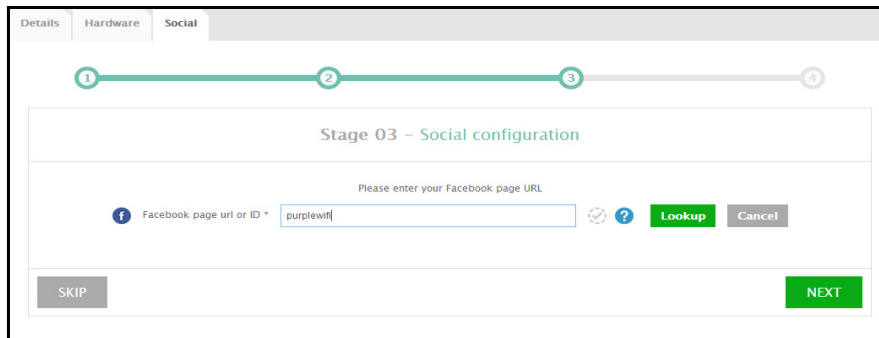 Details Hardware Social
1 2 3 4
Stage 03 – Social configuration
Please enter your Facebook page URL
f Facebook page url or ID * purplewifi ? Lookup Cancel
SKIP NEXT